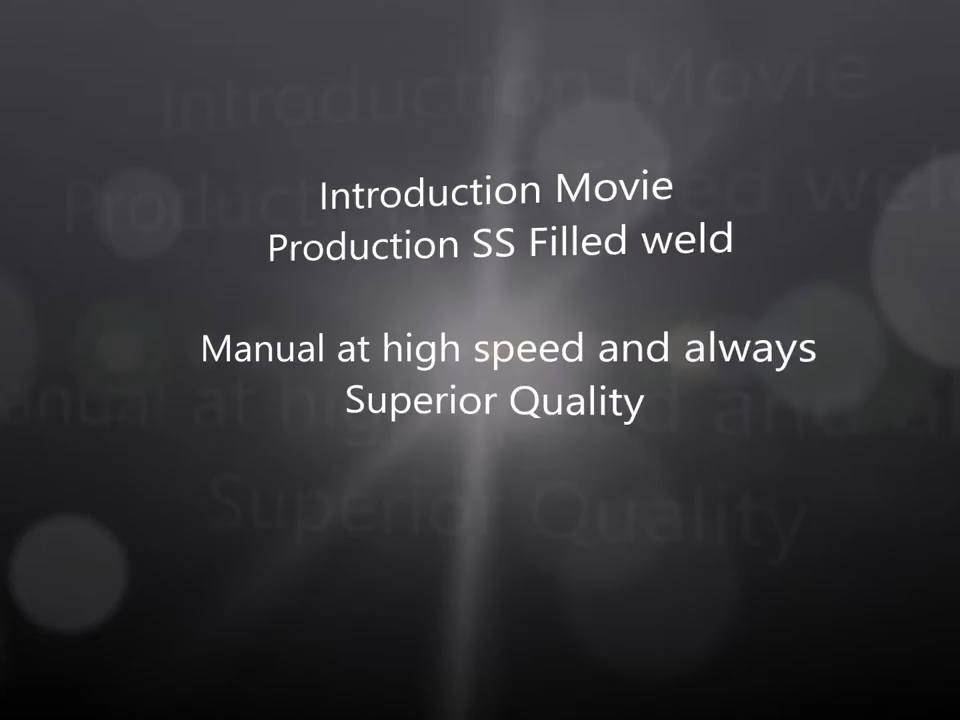 Introduction Movie
Production SS Filled weld
Manual at high speed and always
Superior Quality